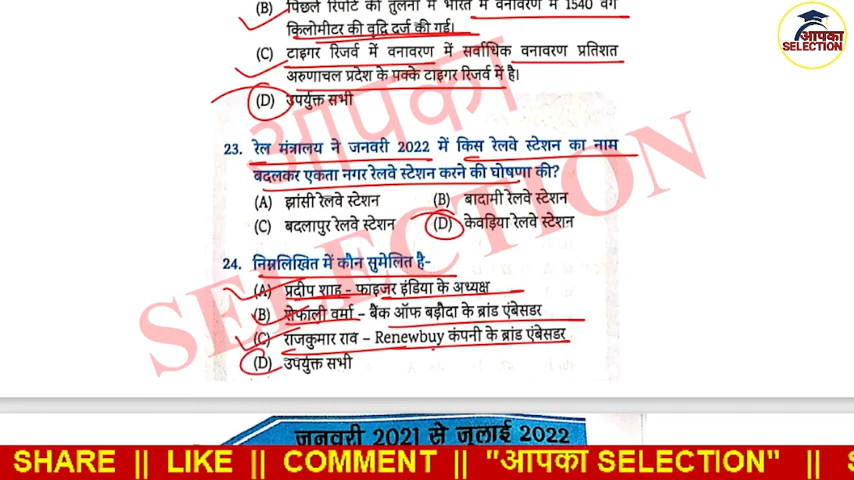 (B) पिछले रिपोर्ट की तुलना में भारत में वनावरण में 1540 वर्ग
किलोमीटर की वृद्धि दर्ज की गई।
(C) टाइगर रिजर्व में वनावरण में सर्वाधिक वनावरण प्रतिशत
अरुणाचल प्रदेश के पक्के टाइगर रिजर्व में है।
(D) उपर्युक्त सभी
23. रेल मंत्रालय ने जनवरी 2022 में किस रेलवे स्टेशन का नाम
बदलकर एकता नगर रेलवे स्टेशन करने की घोषणा की?
(A) झांसी रेलवे स्टेशन (B) बादामी रेलवे स्टेशन
(C) बदलापुर रेलवे स्टेशन (D) केवड़िया रेलवे स्टेशन
24. निम्नलिखित में कौन सुमेलित है-
(A) प्रदीप शाह – फाइजर इंडिया के अध्यक्ष
(B) शेफाली वर्मा – बैंक ऑफ बड़ौदा के ब्रांड एंबेसडर
(C) राजकुमार राव – Renewbuy कंपनी के ब्रांड एंबेसडर
(D) उपर्युक्त सभी
आपका
SELECTION
जनवरी 2021 से जुलाई 2022
आपका
SELECTION
SHARE || LIKE || COMMENT || "आपका SELECTION" || S